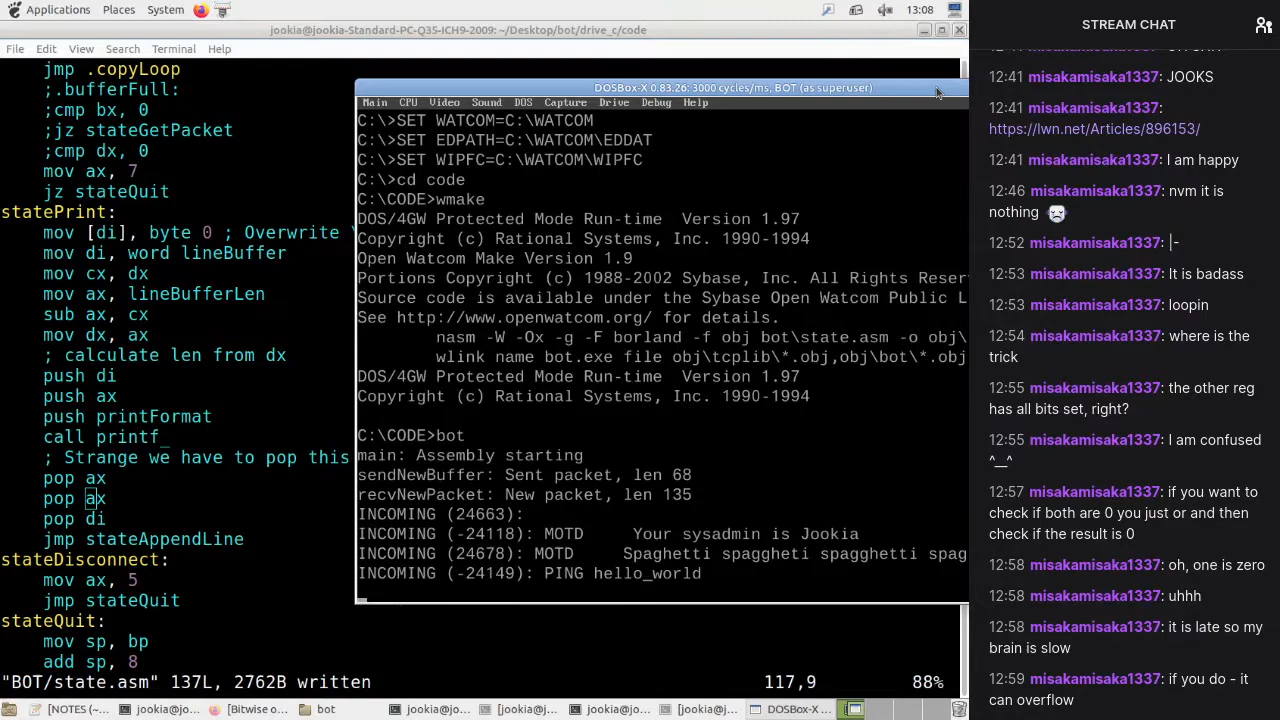 Applications Places System 13:08
jookia@jookia-Standard-PC-Q35-ICH9-2009: ~/Desktop/bot/drive_c/code
File Edit View Search Terminal Help
jmp .copyLoop
;.bufferFull:
;cmp bx, 0
;jz stateGetPacket
;cmp dx, 0
mov ax, 7
jz stateQuit
statePrint:
mov [di], byte 0 ; Overwrite
mov di, word lineBuffer
mov cx, dx
mov ax, lineBufferLen
sub ax, cx
mov dx, ax
; calculate len from dx
push di
push ax
push printFormat
call printf_
; Strange we have to pop this
pop ax
pop ax
pop di
jmp stateAppendLine
stateDisconnect:
mov ax, 5
jmp stateQuit
stateQuit:
mov sp, bp
add sp, 8
"BOT/state.asm" 137L, 2762B written 117,9 88%
DOSBox-X 0.83.26: 3000 cycles/ms, BOT (as superuser)
Main CPU Video Sound DOS Capture Drive Debug Help
C:\>SET WATCOM=C:\WATCOM
C:\>SET EDPATH=C:\WATCOM\EDDAT
C:\>SET WIPFC=C:\WATCOM\WIPFC
C:\>cd code
C:\CODE>wmake
DOS/4GW Protected Mode Run-time Version 1.97
Copyright (c) Rational Systems, Inc. 1990-1994
Open Watcom Make Version 1.9
Portions Copyright (c) 1988-2002 Sybase, Inc. All Rights Reser
Source code is available under the Sybase Open Watcom Public L
See http://www.openwatcom.org/ for details.
nasm -W -Ox -g -F borland -f obj bot\state.asm -o obj\
wlink name bot.exe file obj\tcplib\*.obj,obj\bot\*.obj
DOS/4GW Protected Mode Run-time Version 1.97
Copyright (c) Rational Systems, Inc. 1990-1994
C:\CODE>bot
main: Assembly starting
sendNewBuffer: Sent packet, len 68
recvNewPacket: New packet, len 135
INCOMING (24663):
INCOMING (-24118): MOTD Your sysadmin is Jookia
INCOMING (24678): MOTD Spaghetti spaggheti spagghetti spag
INCOMING (-24149): PING hello_world
[NOTES (~... jookia@jo... [Bitwise o... bot jookia@jo... [jookia@jo... jookia@jo... [jookia@jo... DOSBox-X ...
STREAM CHAT
12:41 misakamisaka1337: JOOKS
12:41 misakamisaka1337:
https://lwn.net/Articles/896153/
12:41 misakamisaka1337: I am happy
12:46 misakamisaka1337: nvm it is
nothing
12:52 misakamisaka1337: |-
12:53 misakamisaka1337: It is badass
12:53 misakamisaka1337: loopin
12:54 misakamisaka1337: where is the
trick
12:55 misakamisaka1337: the other reg
has all bits set, right?
12:55 misakamisaka1337: I am confused
^__^
12:57 misakamisaka1337: if you want to
check if both are 0 you just or and then
check if the result is 0
12:58 misakamisaka1337: oh, one is zero
12:58 misakamisaka1337: uhhh
12:58 misakamisaka1337: it is late so my
brain is slow
12:59 misakamisaka1337: if you do - it
can overflow